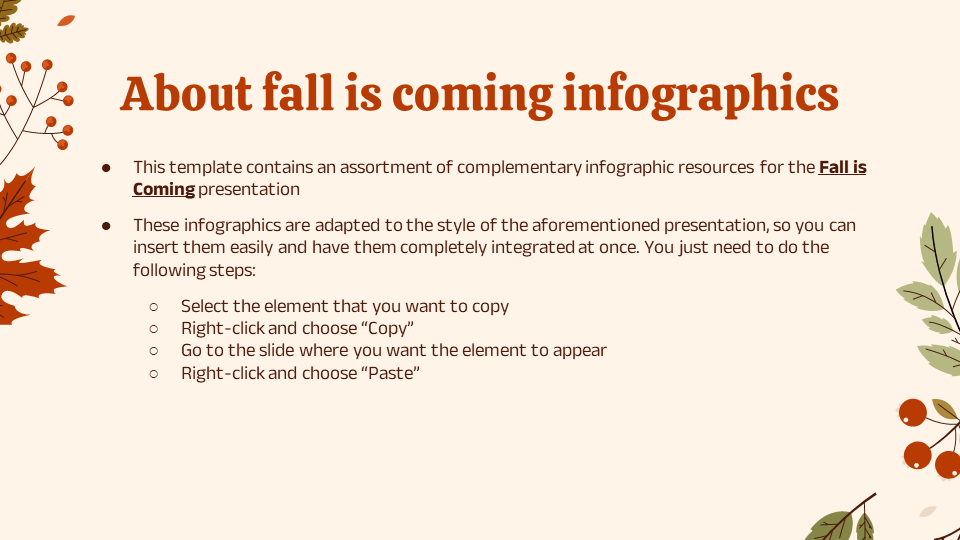 About fall is coming infographics
● This template contains an assortment of complementary infographic resources for the Fall is
Coming presentation
● These infographics are adapted to the style of the aforementioned presentation, so you can
insert them easily and have them completely integrated at once. You just need to do the
following steps:
○ Select the element that you want to copy
○ Right-click and choose “Copy”
○ Go to the slide where you want the element to appear
○ Right-click and choose “Paste”